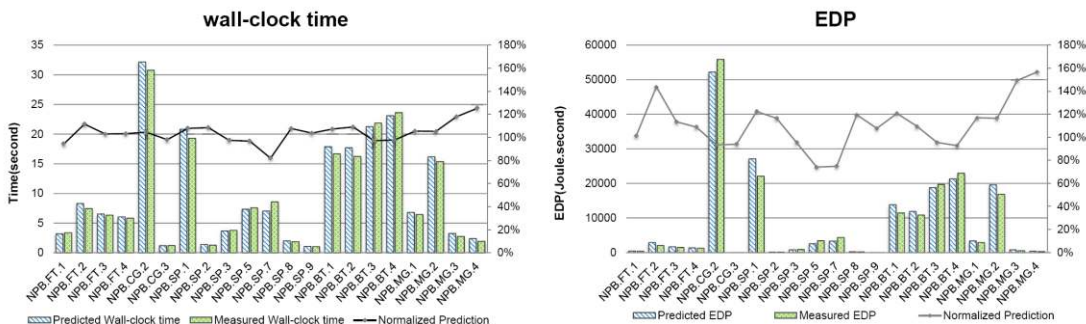 wall-clock time
Time(second)
35
30
25
20
15
10
5
0
180%
160%
140%
120%
100%
80%
60%
40%
20%
0%
NPB.FT.1
NPB.FT.2
NPB.FT.3
NPB.FT.4
NPB.CG.2
NPB.CG.3
NPB.SP.1
NPB.SP.2
NPB.SP.3
NPB.SP.5
NPB.SP.7
NPB.SP.8
NPB.SP.9
NPB.BT.1
NPB.BT.2
NPB.BT.3
NPB.BT.4
NPB.MG.1
NPB.MG.2
NPB.MG.3
NPB.MG.4
Predicted Wall-clock time
Measured Wall-clock time
Normalized Prediction
EDP
EDP(Joule.second)
60000
50000
40000
30000
20000
10000
0
180%
160%
140%
120%
100%
80%
60%
40%
20%
0%
NPB.FT.1
NPB.FT.2
NPB.FT.3
NPB.FT.4
NPB.CG.2
NPB.CG.3
NPB.SP.1
NPB.SP.2
NPB.SP.3
NPB.SP.5
NPB.SP.7
NPB.SP.8
NPB.SP.9
NPB.BT.1
NPB.BT.2
NPB.BT.3
NPB.BT.4
NPB.MG.1
NPB.MG.2
NPB.MG.3
NPB.MG.4
Predicted EDP
Measured EDP
Normalized Prediction